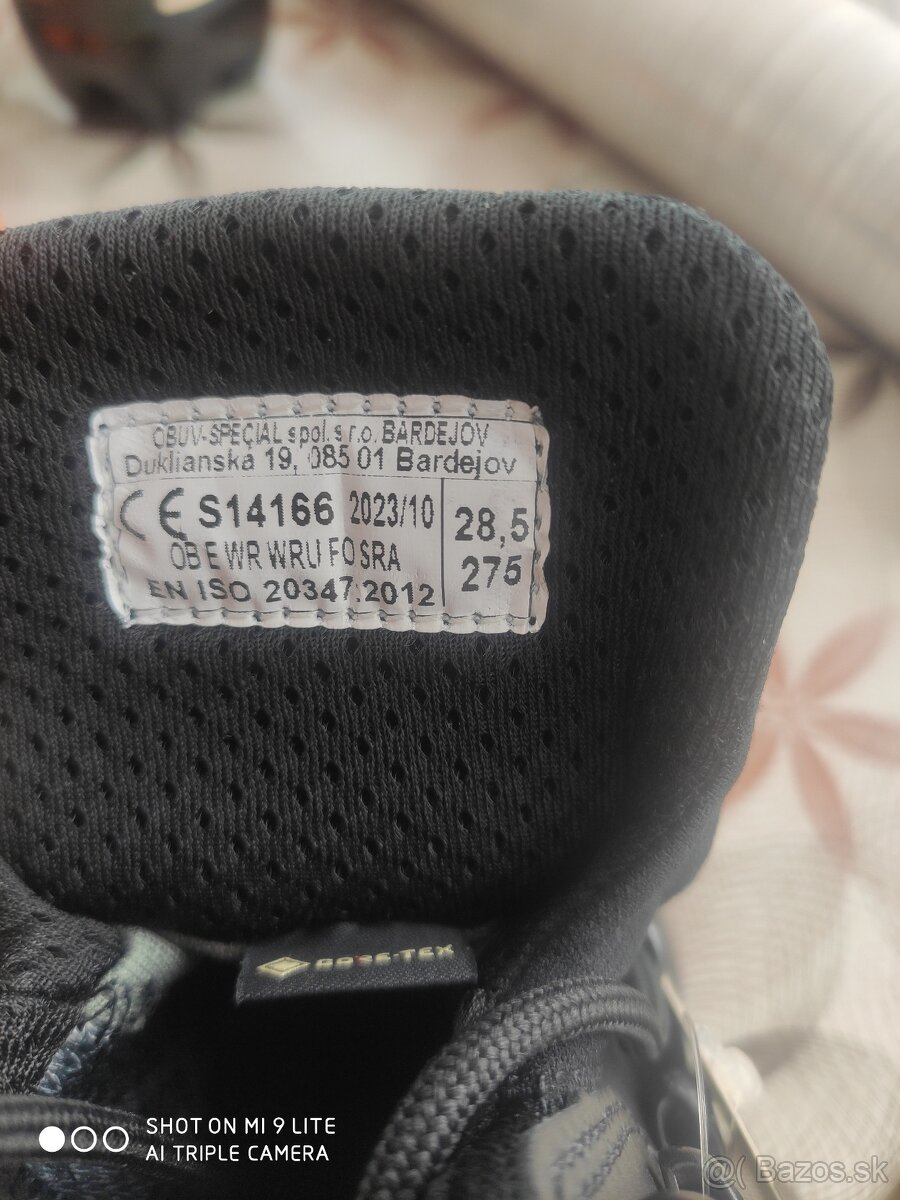 OBUV-SPECIAL spol. s r.o. BARDEJOV
Duklianska 19, 085 01 Bardejov
CE S14166 2023/10
OB E WR WRU FO SRA
EN ISO 20347:2012
28,5
275
GORE-TEX
SHOT ON MI 9 LITE
AI TRIPLE CAMERA
@( Bazos.sk